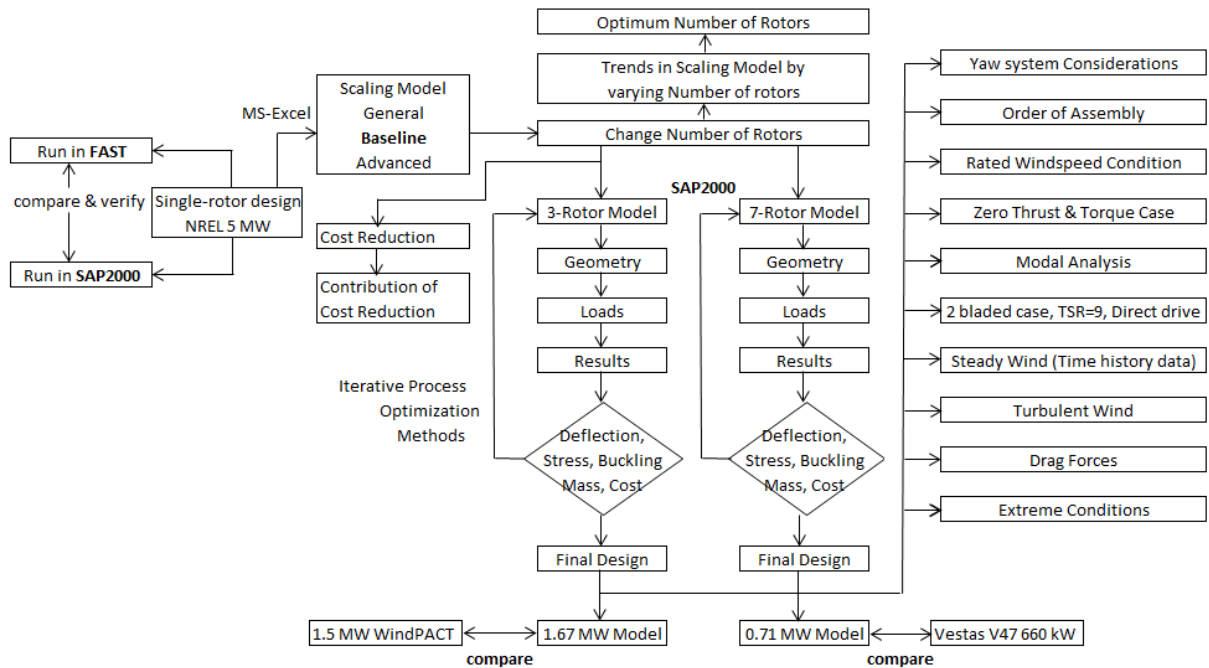 Optimum Number of Rotors
Trends in Scaling Model by
varying Number of rotors
Change Number of Rotors
MS-Excel
Scaling Model
General
Baseline
Advanced
Run in FAST
compare & verify
Run in SAP2000
Single-rotor design
NREL 5 MW
Cost Reduction
Contribution of
Cost Reduction
SAP2000
3-Rotor Model
Geometry
Loads
Results
Deflection,
Stress, Buckling
Mass, Cost
Final Design
7-Rotor Model
Geometry
Loads
Results
Deflection,
Stress, Buckling
Mass, Cost
Final Design
Iterative Process
Optimization
Methods
Yaw system Considerations
Order of Assembly
Rated Windspeed Condition
Zero Thrust & Torque Case
Modal Analysis
2 bladed case, TSR=9, Direct drive
Steady Wind (Time history data)
Turbulent Wind
Drag Forces
Extreme Conditions
1.5 MW WindPACT
1.67 MW Model
compare
0.71 MW Model
Vestas V47 660 kW
compare